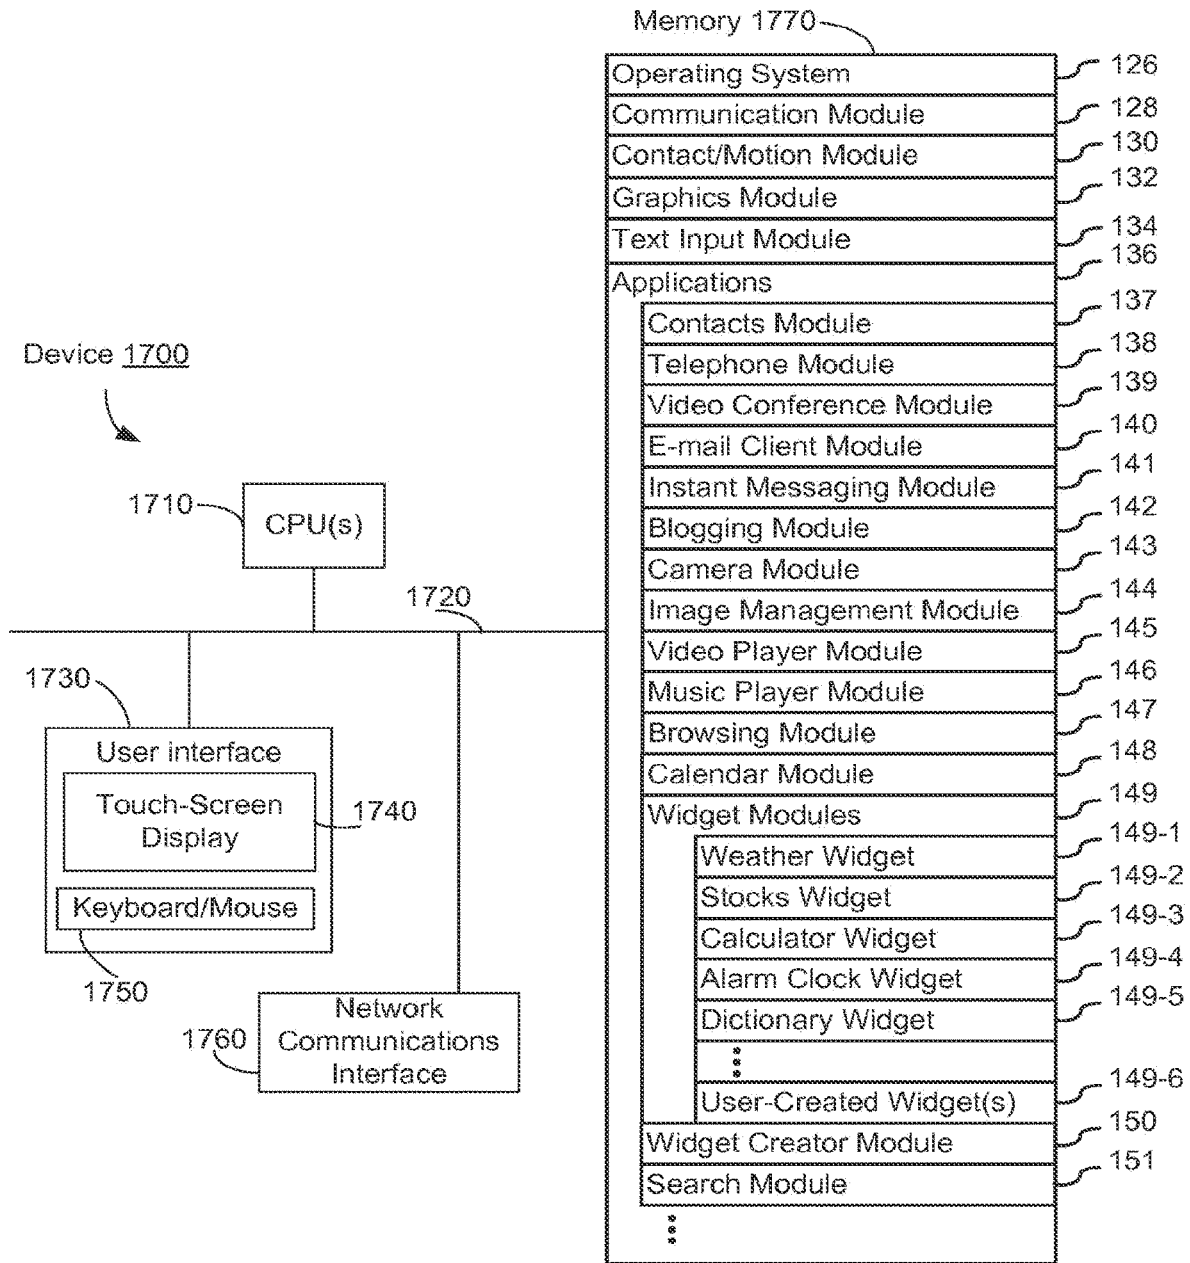 Memory 1770
Operating System 126
Communication Module 128
Contact/Motion Module 130
Graphics Module 132
Text Input Module 134
Applications 136
Contacts Module 137
Telephone Module 138
Video Conference Module 139
E-mail Client Module 140
Instant Messaging Module 141
Blogging Module 142
Camera Module 143
Image Management Module 144
Video Player Module 145
Music Player Module 146
Browsing Module 147
Calendar Module 148
Widget Modules 149
Weather Widget 149-1
Stocks Widget 149-2
Calculator Widget 149-3
Alarm Clock Widget 149-4
Dictionary Widget 149-5
User-Created Widget(s) 149-6
Widget Creator Module 150
Search Module 151
Device 1700
1710
CPU(s)
1720
1730
User interface
Touch-Screen
Display
1740
Keyboard/Mouse
1750
1760
Network
Communications
Interface